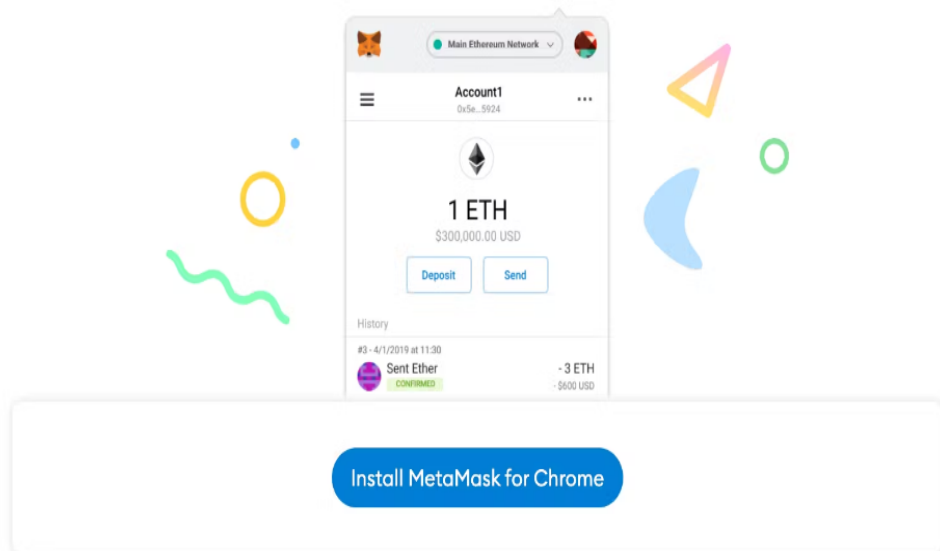 Main Ethereum Network
Account1
0x5e...5924
1 ETH
$300,000.00 USD
Deposit Send
History
#3 - 4/1/2019 at 11:30
Sent Ether - 3 ETH
CONFIRMED - $600 USD
Install MetaMask for Chrome